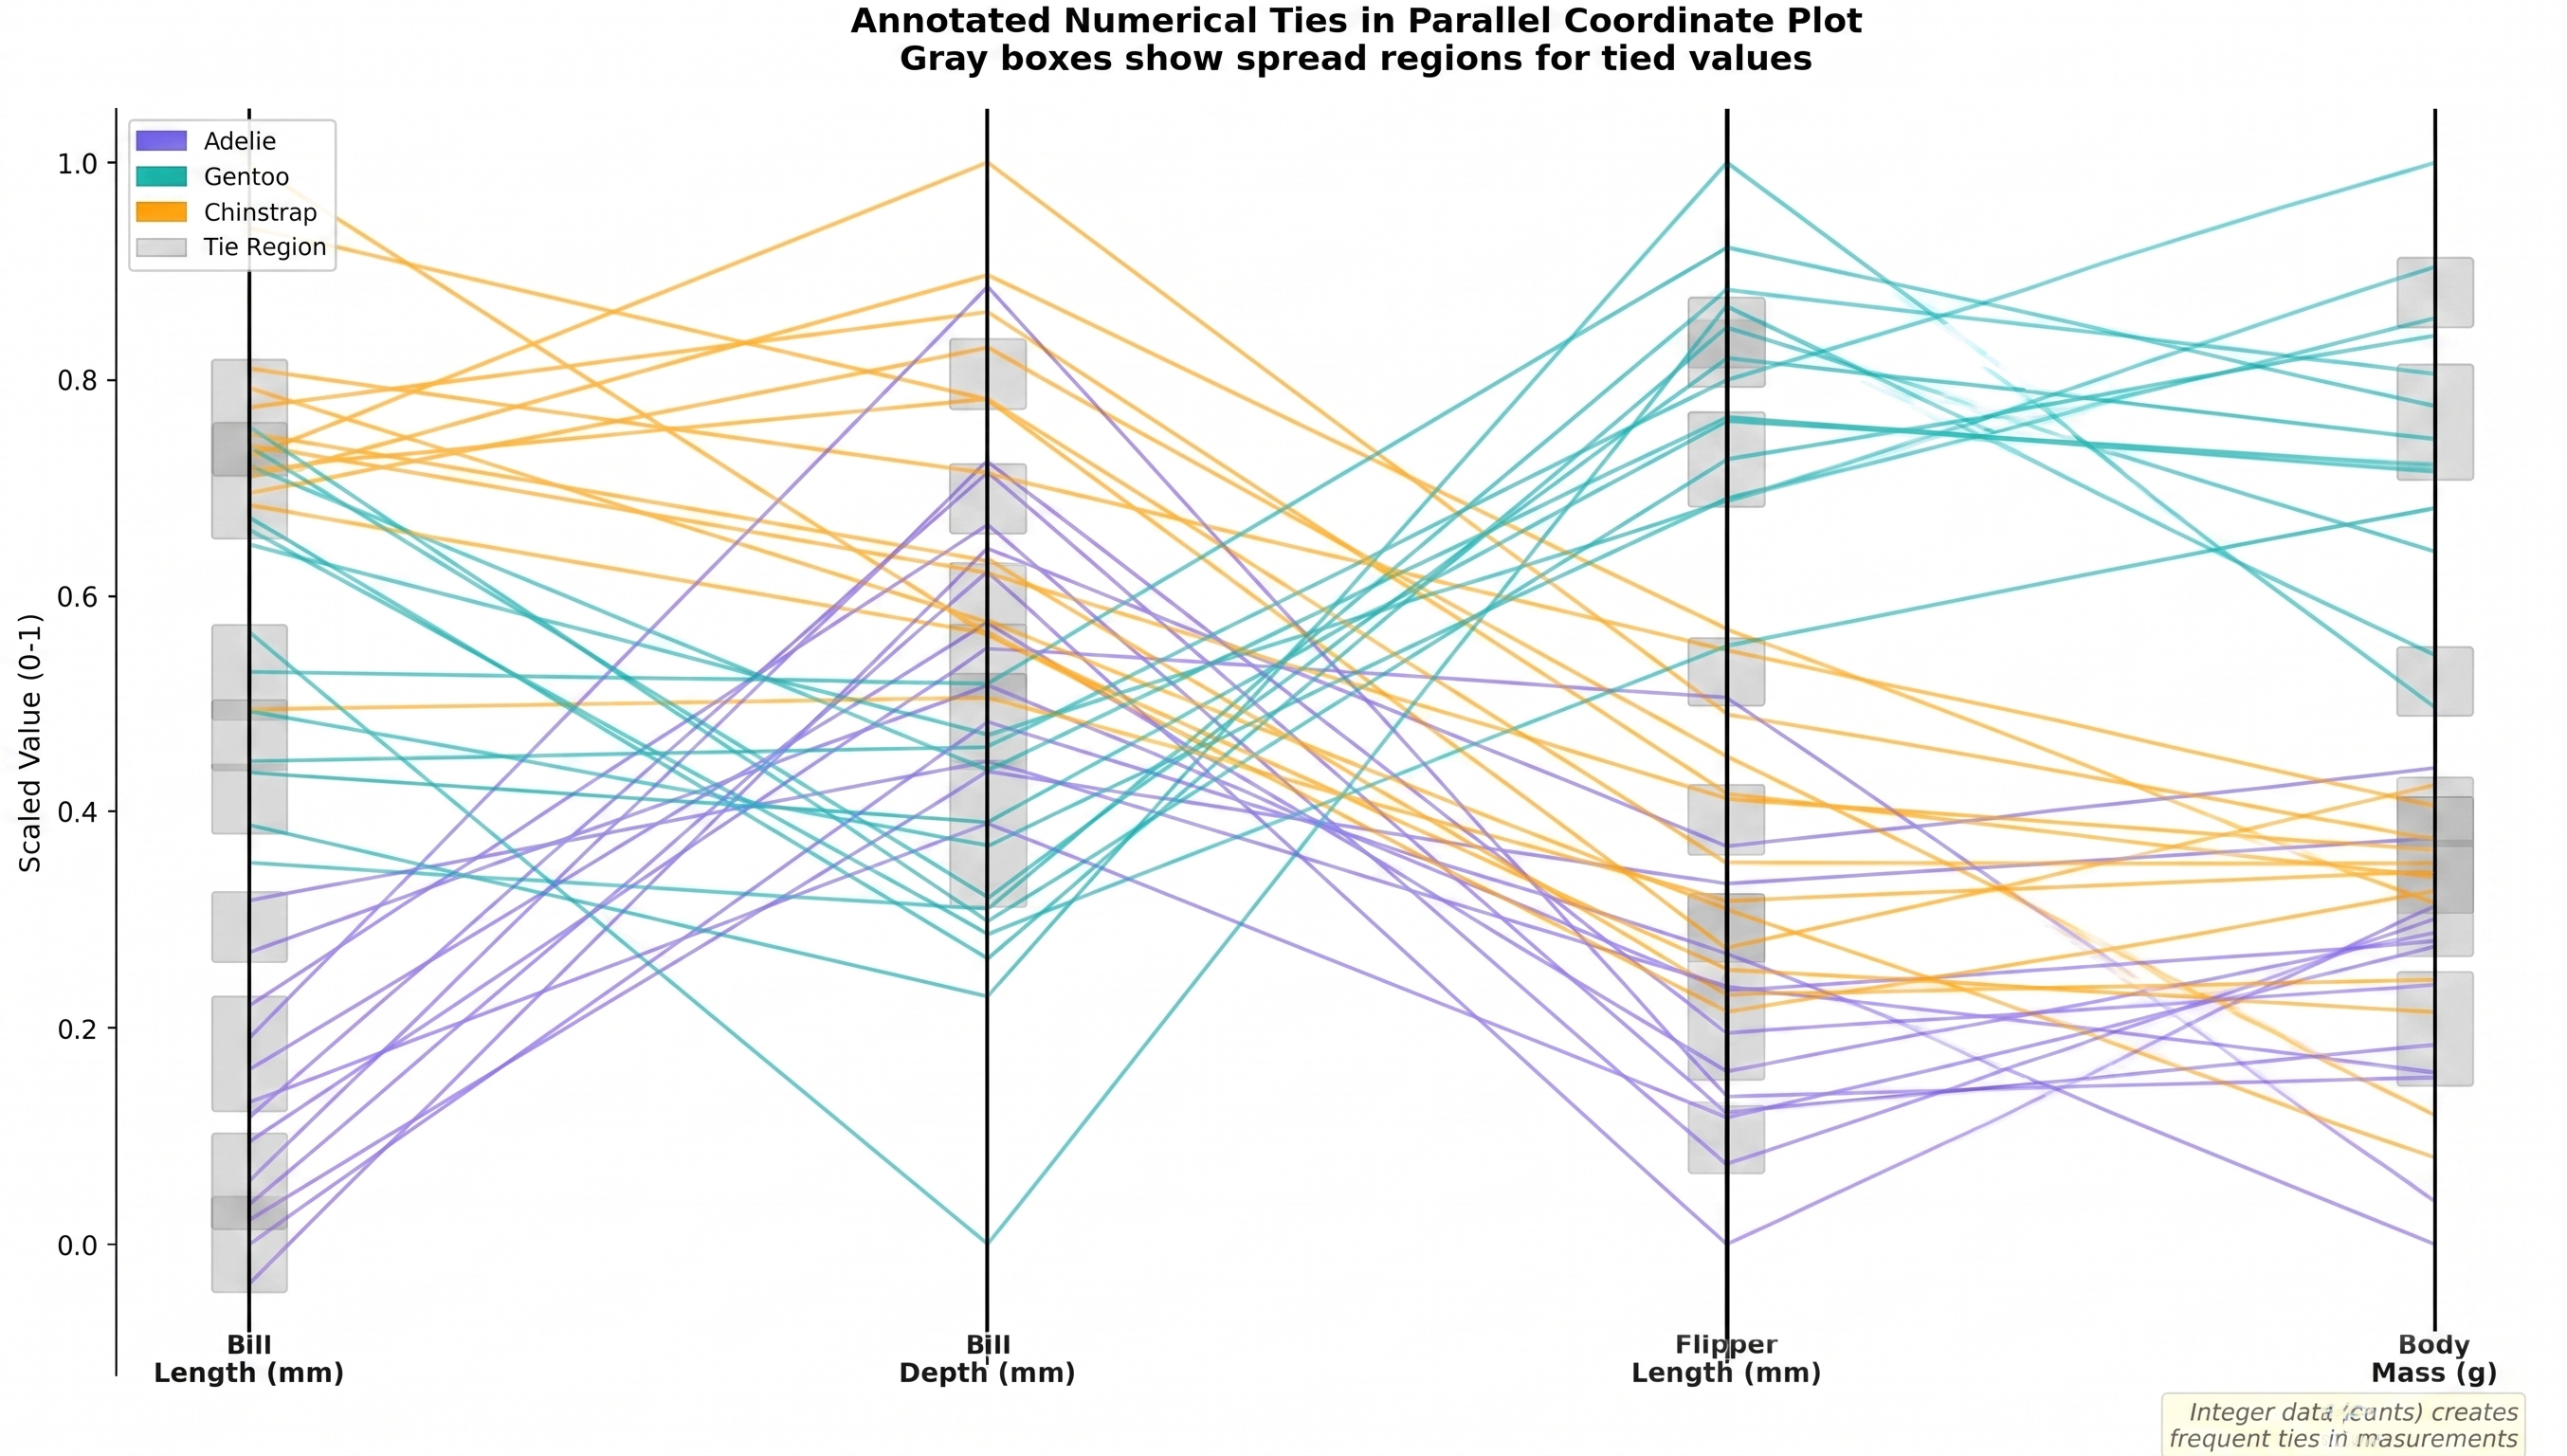 Annotated Numerical Ties in Parallel Coordinate Plot
Gray boxes show spread regions for tied values
Adelie
Gentoo
Chinstrap
Tie Region
1.0
0.8
0.6
0.4
0.2
0.0
Scaled Value (0-1)
Bill
Length (mm)
Bill
Depth (mm)
Flipper
Length (mm)
Body
Mass (g)
Integer data creates
frequent ties in measurements